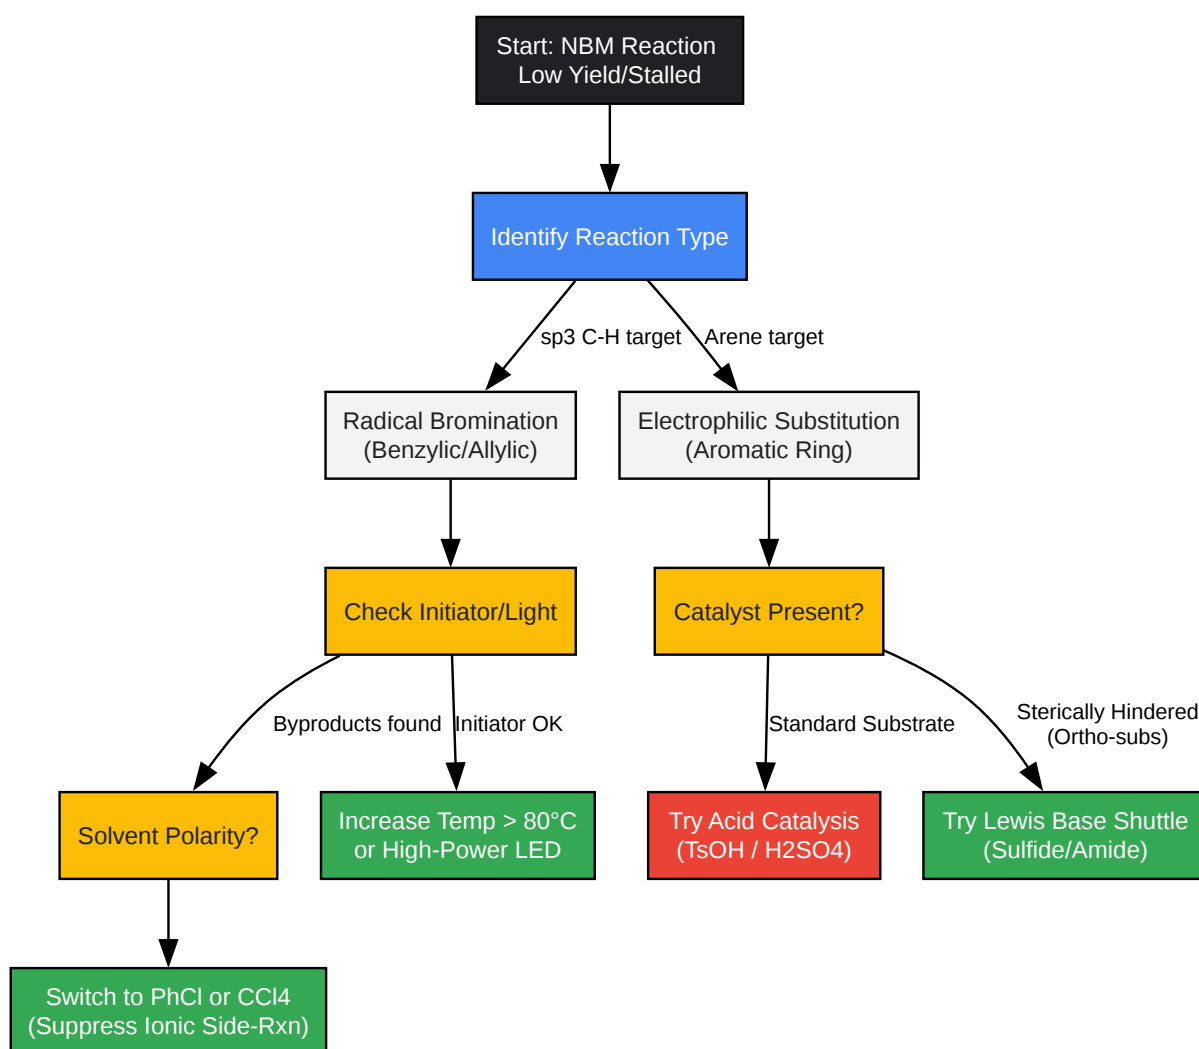 Start: NBM Reaction
Low Yield/Stalled
Identify Reaction Type
sp3 C-H target
Arene target
Radical Bromination
(Benzylic/Allylic)
Electrophilic Substitution
(Aromatic Ring)
Check Initiator/Light
Catalyst Present?
Byproducts found
Initiator OK
Standard Substrate
Sterically Hindered
(Ortho-subs)
Solvent Polarity?
Increase Temp > 80°C
or High-Power LED
Try Acid Catalysis
(TsOH / H2SO4)
Try Lewis Base Shuttle
(Sulfide/Amide)
Switch to PhCl or CCl4
(Suppress Ionic Side-Rxn)